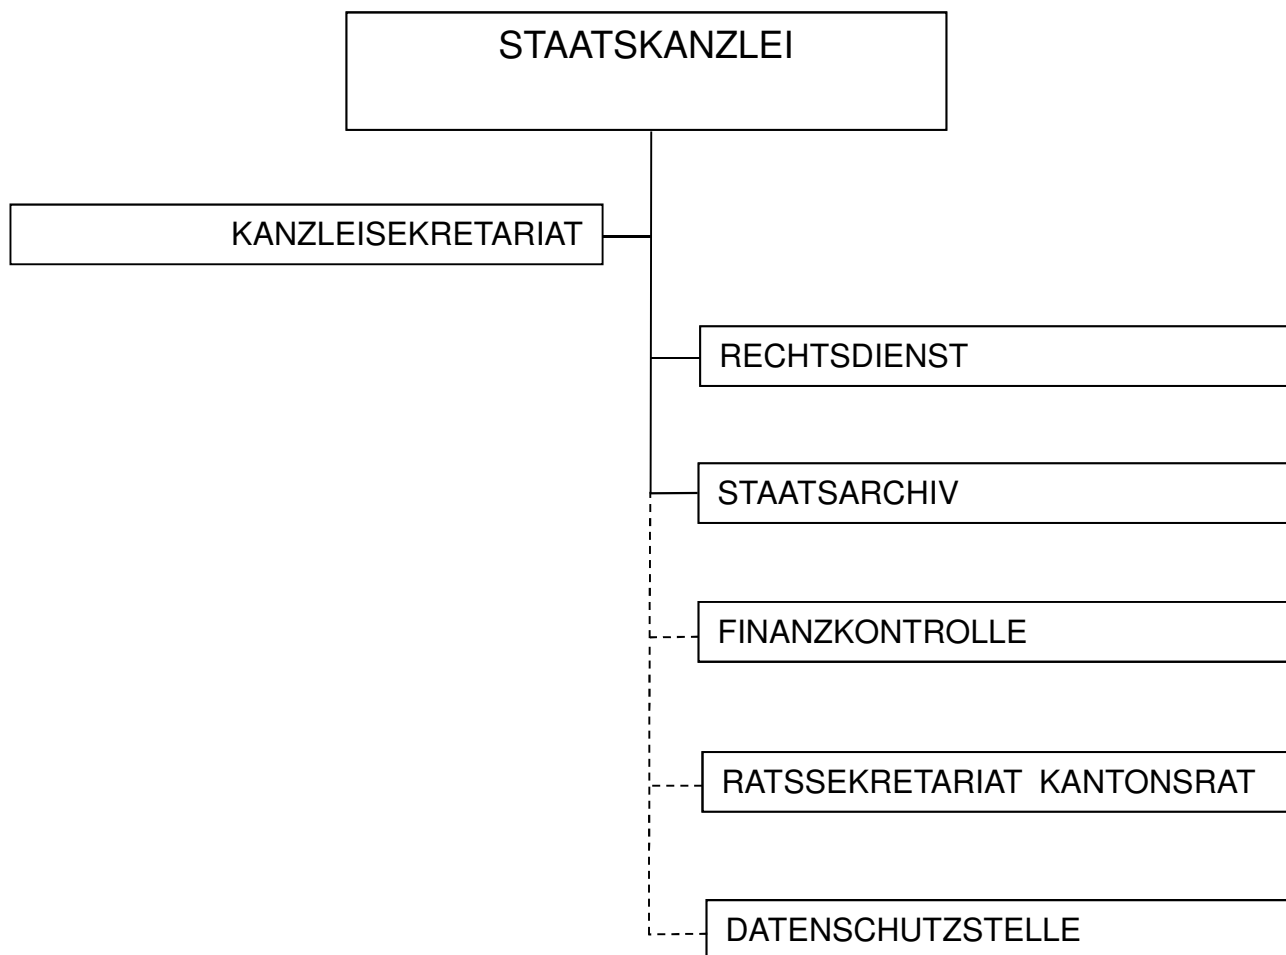 STAATSKANZLEI
KANZLEISEKRETARIAT
RECHTSDIENST
STAATSARCHIV
FINANZKONTROLLE
RATSSEKRETARIAT KANTONSRAT
DATENSCHUTZSTELLE